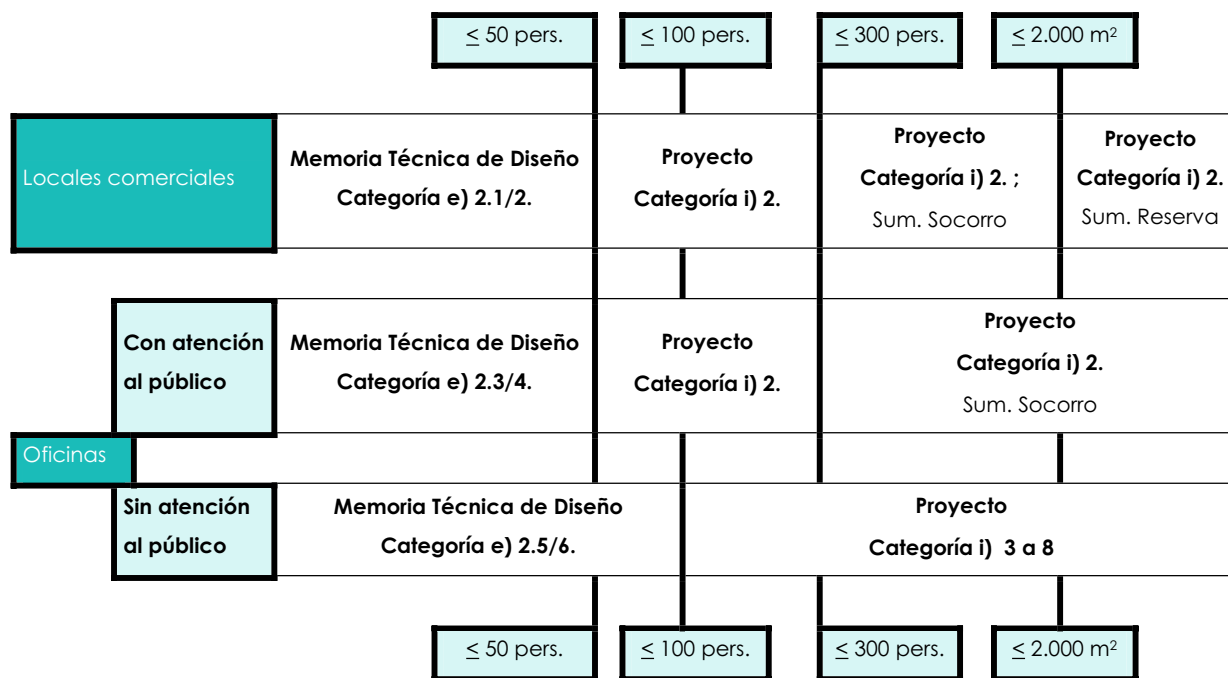 ≤ 50 pers.
≤ 100 pers.
≤ 300 pers.
≤ 2.000 m²
Locales comerciales
Memoria Técnica de Diseño
Categoría e) 2.1/2.
Proyecto
Categoría i) 2.
Proyecto
Categoría i) 2. ;
Sum. Socorro
Proyecto
Categoría i) 2.
Sum. Reserva
Con atención
al público
Memoria Técnica de Diseño
Categoría e) 2.3/4.
Proyecto
Categoría i) 2.
Proyecto
Categoría i) 2.
Sum. Socorro
Oficinas
Sin atención
al público
Memoria Técnica de Diseño
Categoría e) 2.5/6.
Proyecto
Categoría i) 3 a 8
≤ 50 pers.
≤ 100 pers.
≤ 300 pers.
≤ 2.000 m²